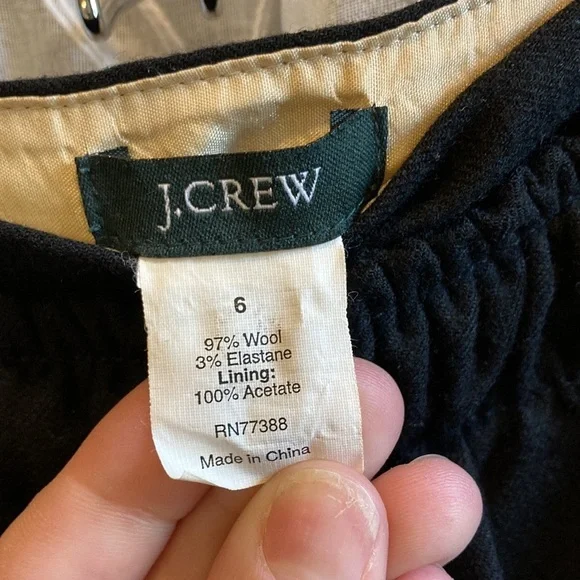 J.CREW
6
97% Wool
3% Elastane
Lining:
100% Acetate
RN77388
Made in China